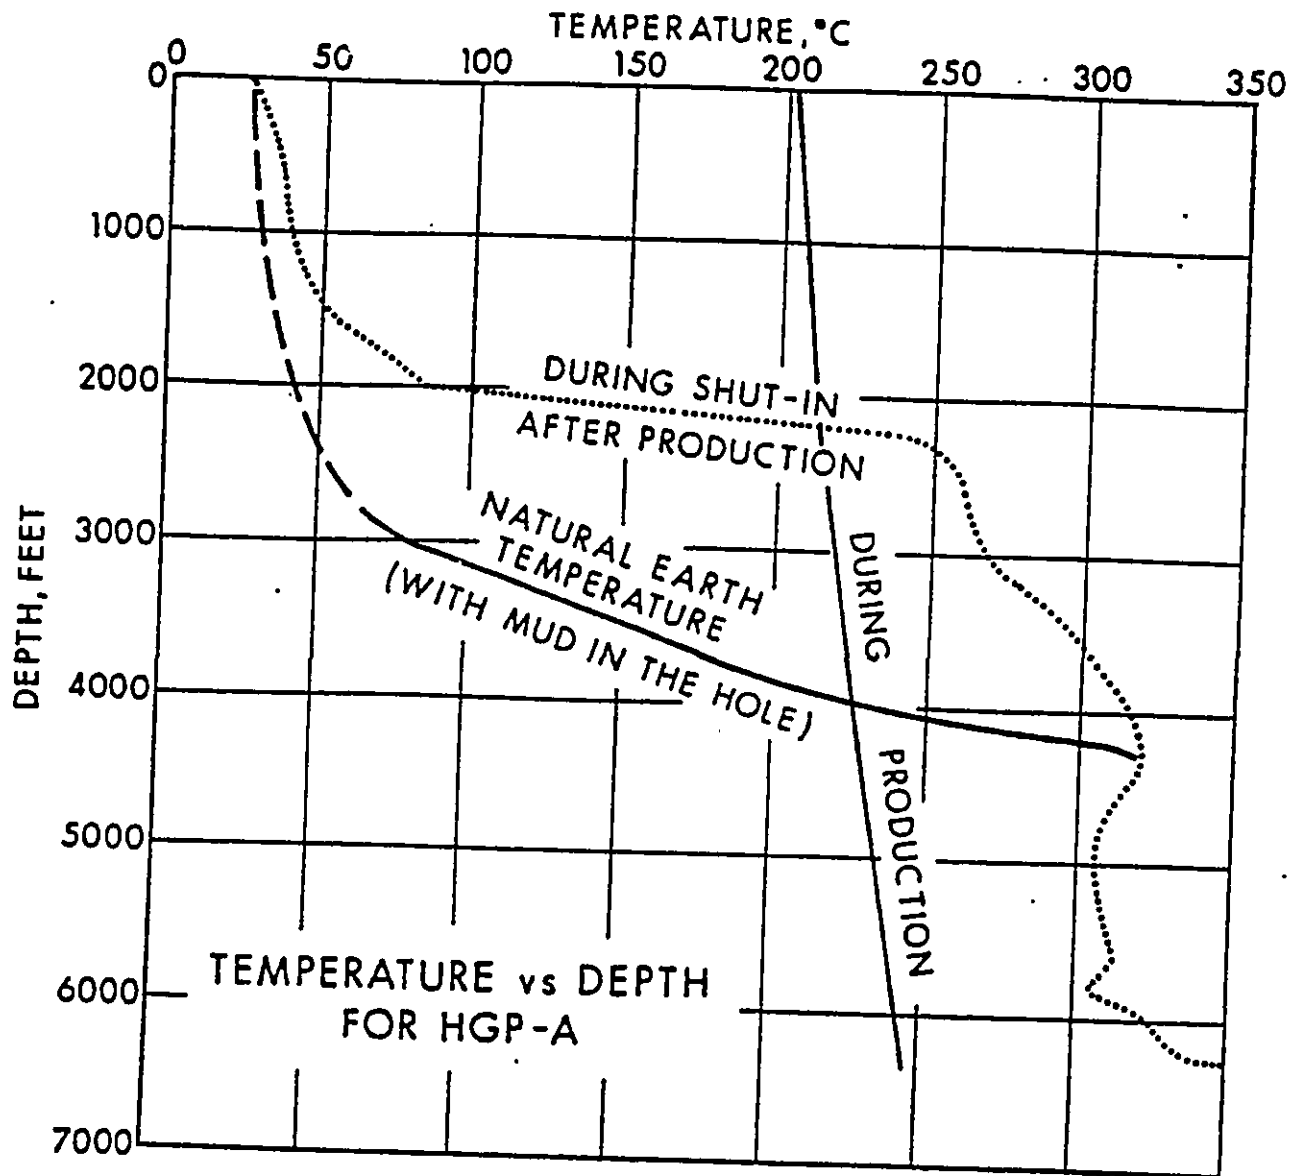 TEMPERATURE, °C
0 50 100 150 200 250 300 350
0
1000
2000
3000
4000
5000
6000
7000
DEPTH, FEET
DURING SHUT-IN
AFTER PRODUCTION
NATURAL EARTH
TEMPERATURE
(WITH MUD IN THE HOLE)
DURING
PRODUCTION
TEMPERATURE vs DEPTH
FOR HGP-A